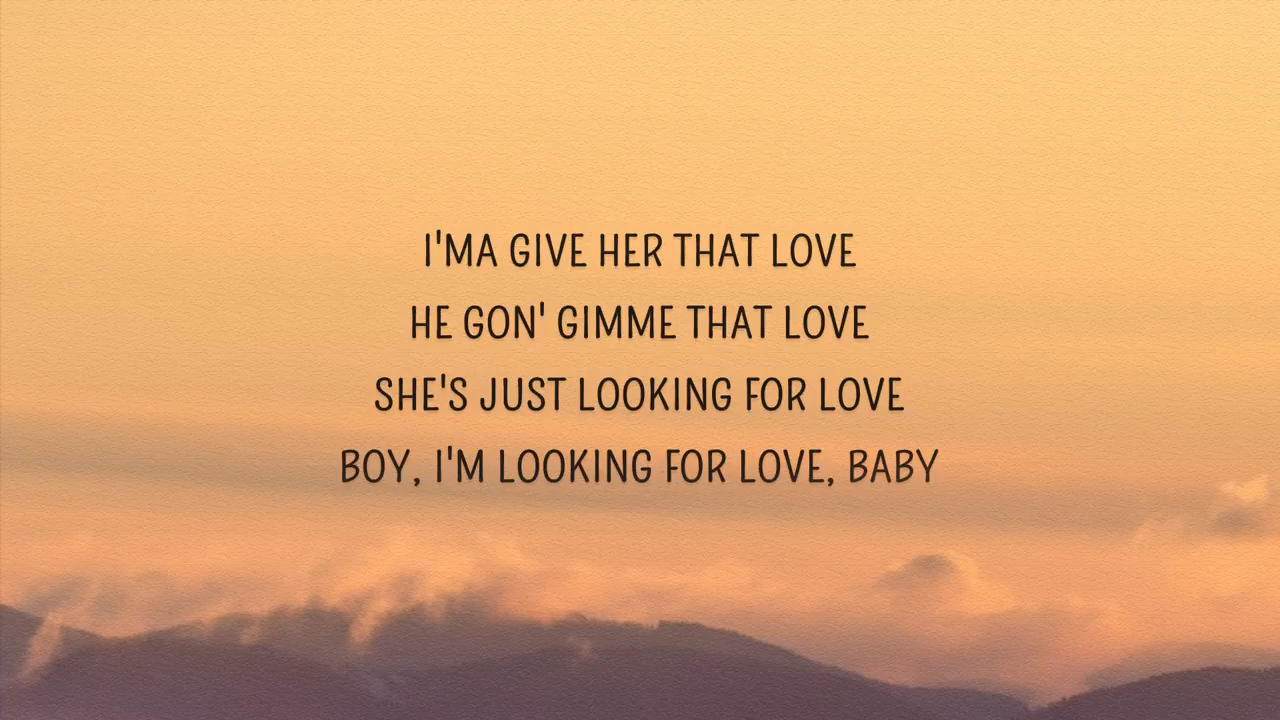 I'MA GIVE HER THAT LOVE
HE GON' GIMME THAT LOVE
SHE'S JUST LOOKING FOR LOVE
BOY, I'M LOOKING FOR LOVE, BABY